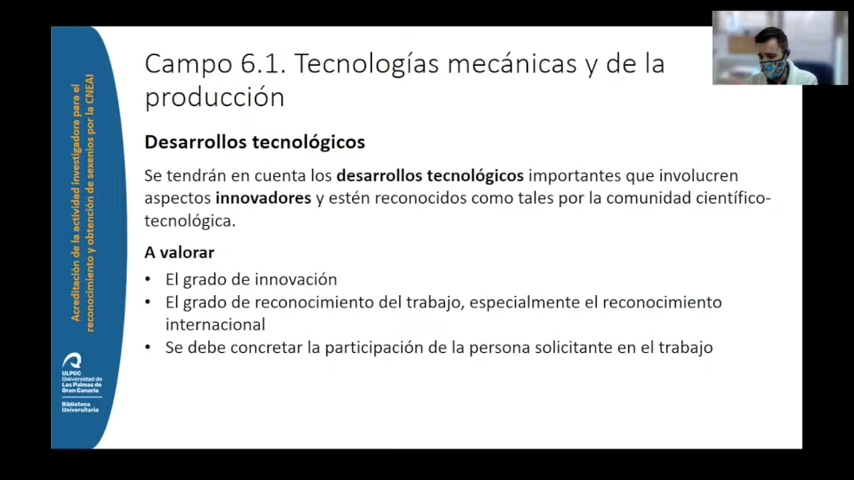 Campo 6.1. Tecnologías mecánicas y de la
producción
Desarrollos tecnológicos
Se tendrán en cuenta los desarrollos tecnológicos importantes que involucren
aspectos innovadores y estén reconocidos como tales por la comunidad científico-
tecnológica.
A valorar
• El grado de innovación
• El grado de reconocimiento del trabajo, especialmente el reconocimiento
internacional
• Se debe concretar la participación de la persona solicitante en el trabajo
Acreditación de la actividad investigadora para el
reconocimiento y obtención de sexenios por la CNEAI
ULPGC
Universidad de
Las Palmas de
Gran Canaria
Biblioteca
Universitaria